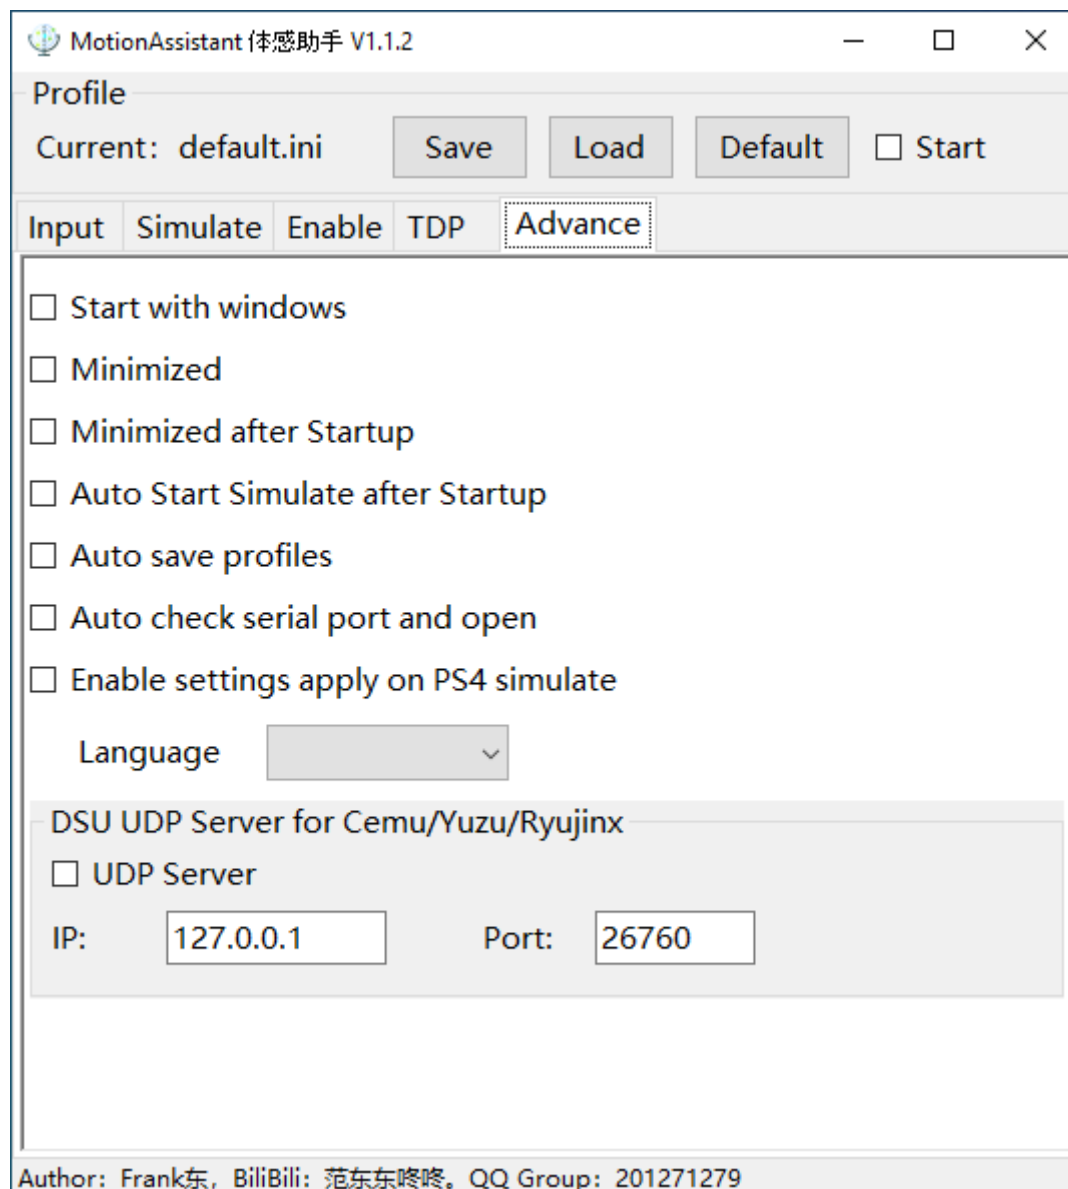 MotionAssistant 体感助手 V1.1.2
Profile
Current: default.ini Save Load Default Start
Input Simulate Enable TDP Advance
Start with windows
Minimized
Minimized after Startup
Auto Start Simulate after Startup
Auto save profiles
Auto check serial port and open
Enable settings apply on PS4 simulate
Language
DSU UDP Server for Cemu/Yuzu/Ryujinx
UDP Server
IP: 127.0.0.1 Port: 26760
Author: Frank东, BiliBili: 范东东咚咚。QQ Group: 201271279